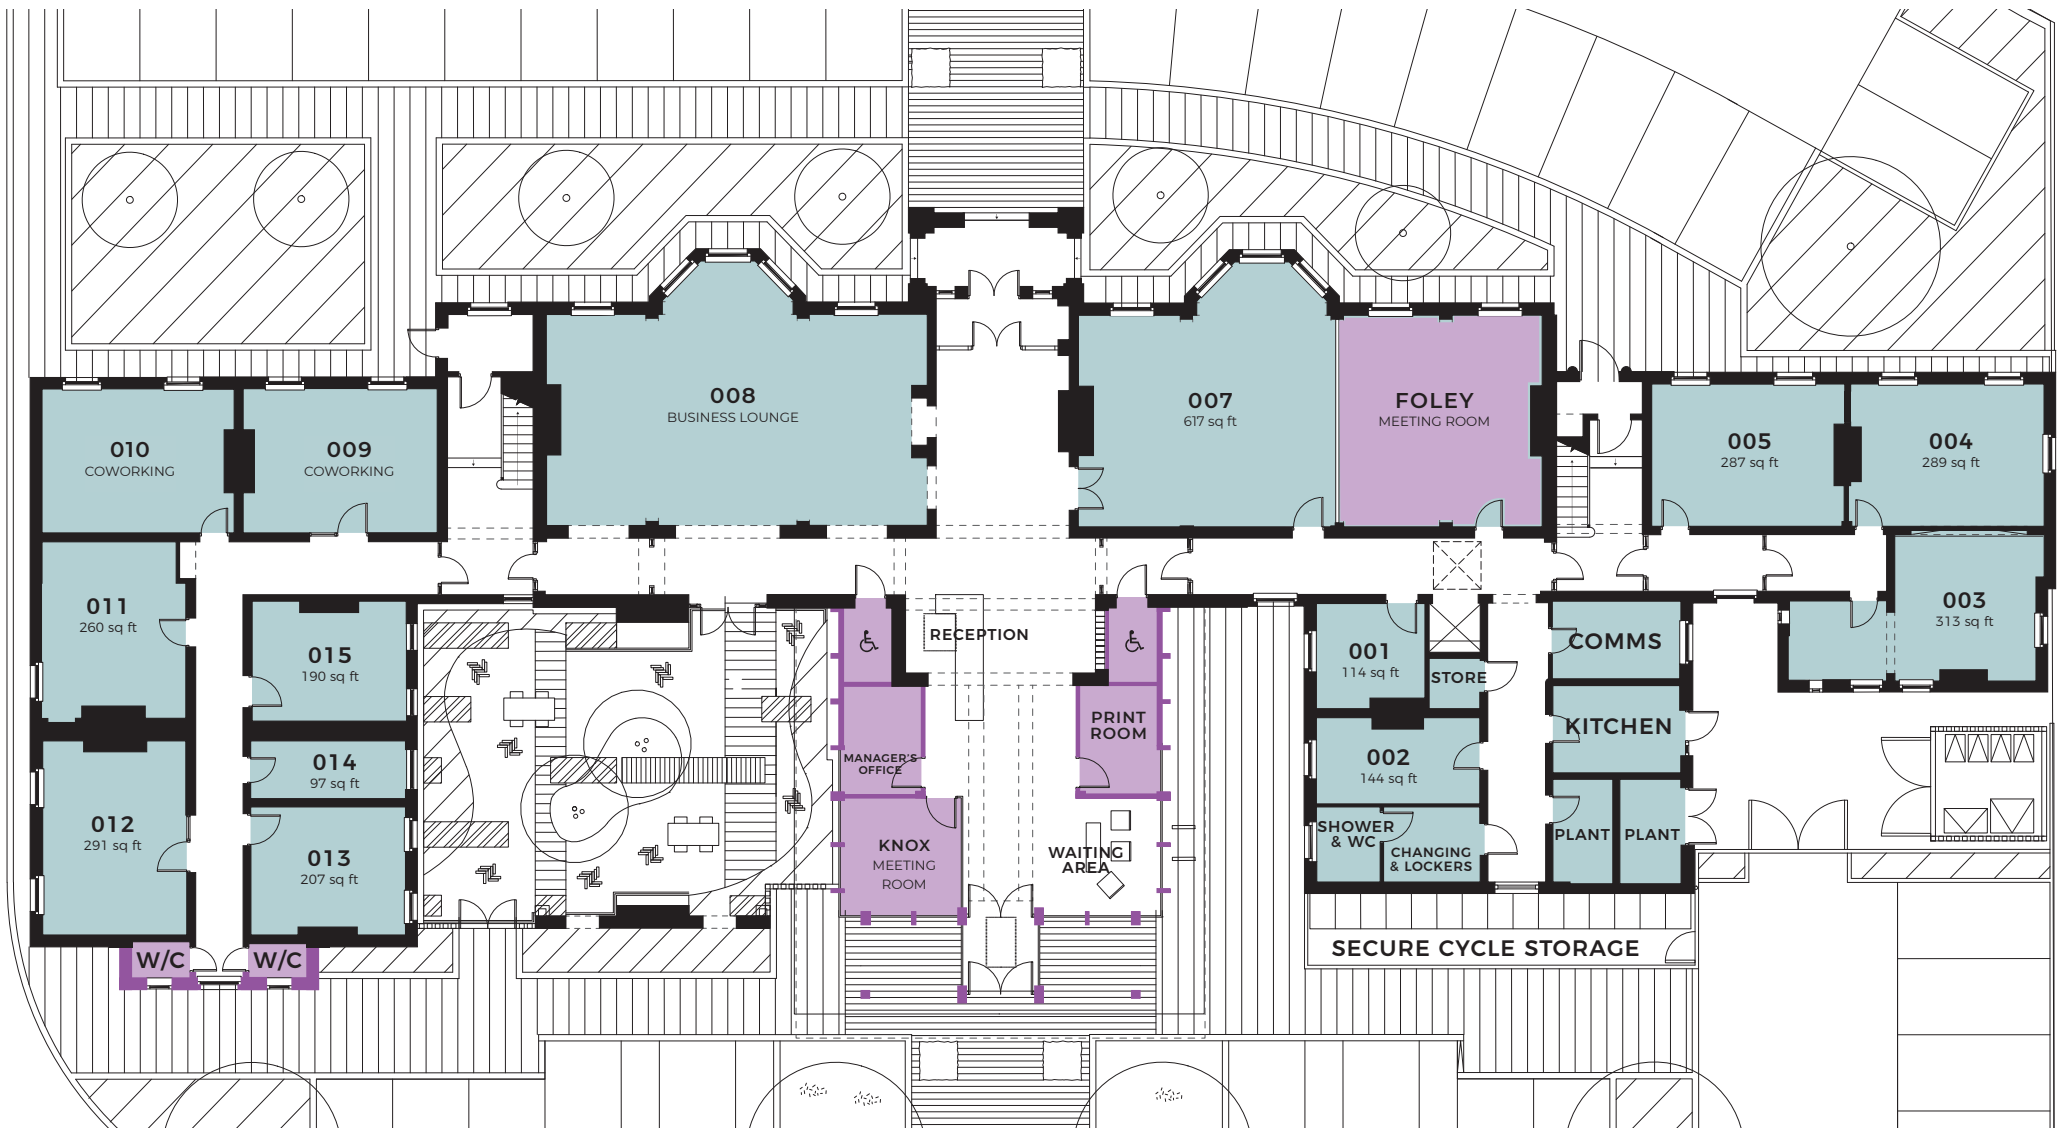 008
BUSINESS LOUNGE
007
617 sq ft
FOLEY
MEETING ROOM
010
COWORKING
009
COWORKING
005
287 sq ft
004
289 sq ft
011
260 sq ft
015
190 sq ft
RECEPTION
001
114 sq ft
STORE
COMMS
003
313 sq ft
014
97 sq ft
MANAGER'S
OFFICE
PRINT
ROOM
002
144 sq ft
KITCHEN
012
291 sq ft
013
207 sq ft
KNOX
MEETING
ROOM
WAITING
AREA
SHOWER
& WC
CHANGING
& LOCKERS
PLANT
PLANT
W/C
W/C
SECURE CYCLE STORAGE